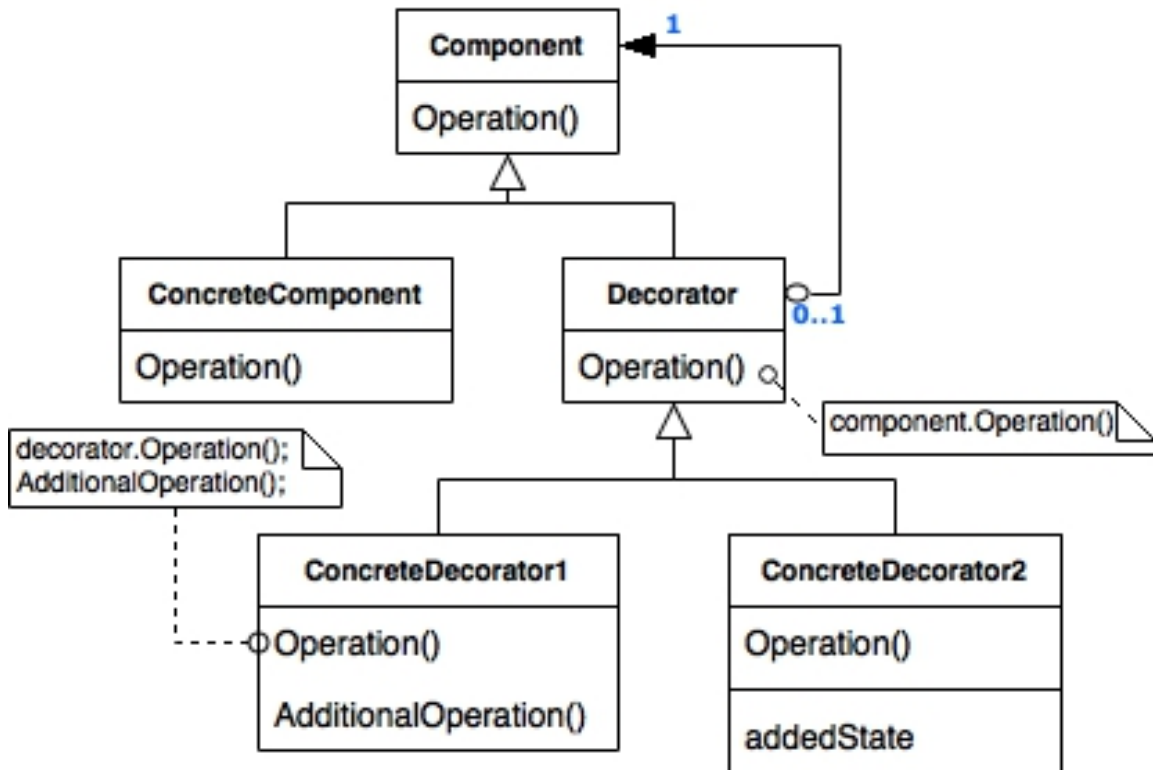 Component
1
Operation()
ConcreteComponent
Decorator
0..1
Operation()
Operation()
component.Operation()
decorator.Operation();
AdditionalOperation();
ConcreteDecorator1
ConcreteDecorator2
Operation()
Operation()
AdditionalOperation()
addedState